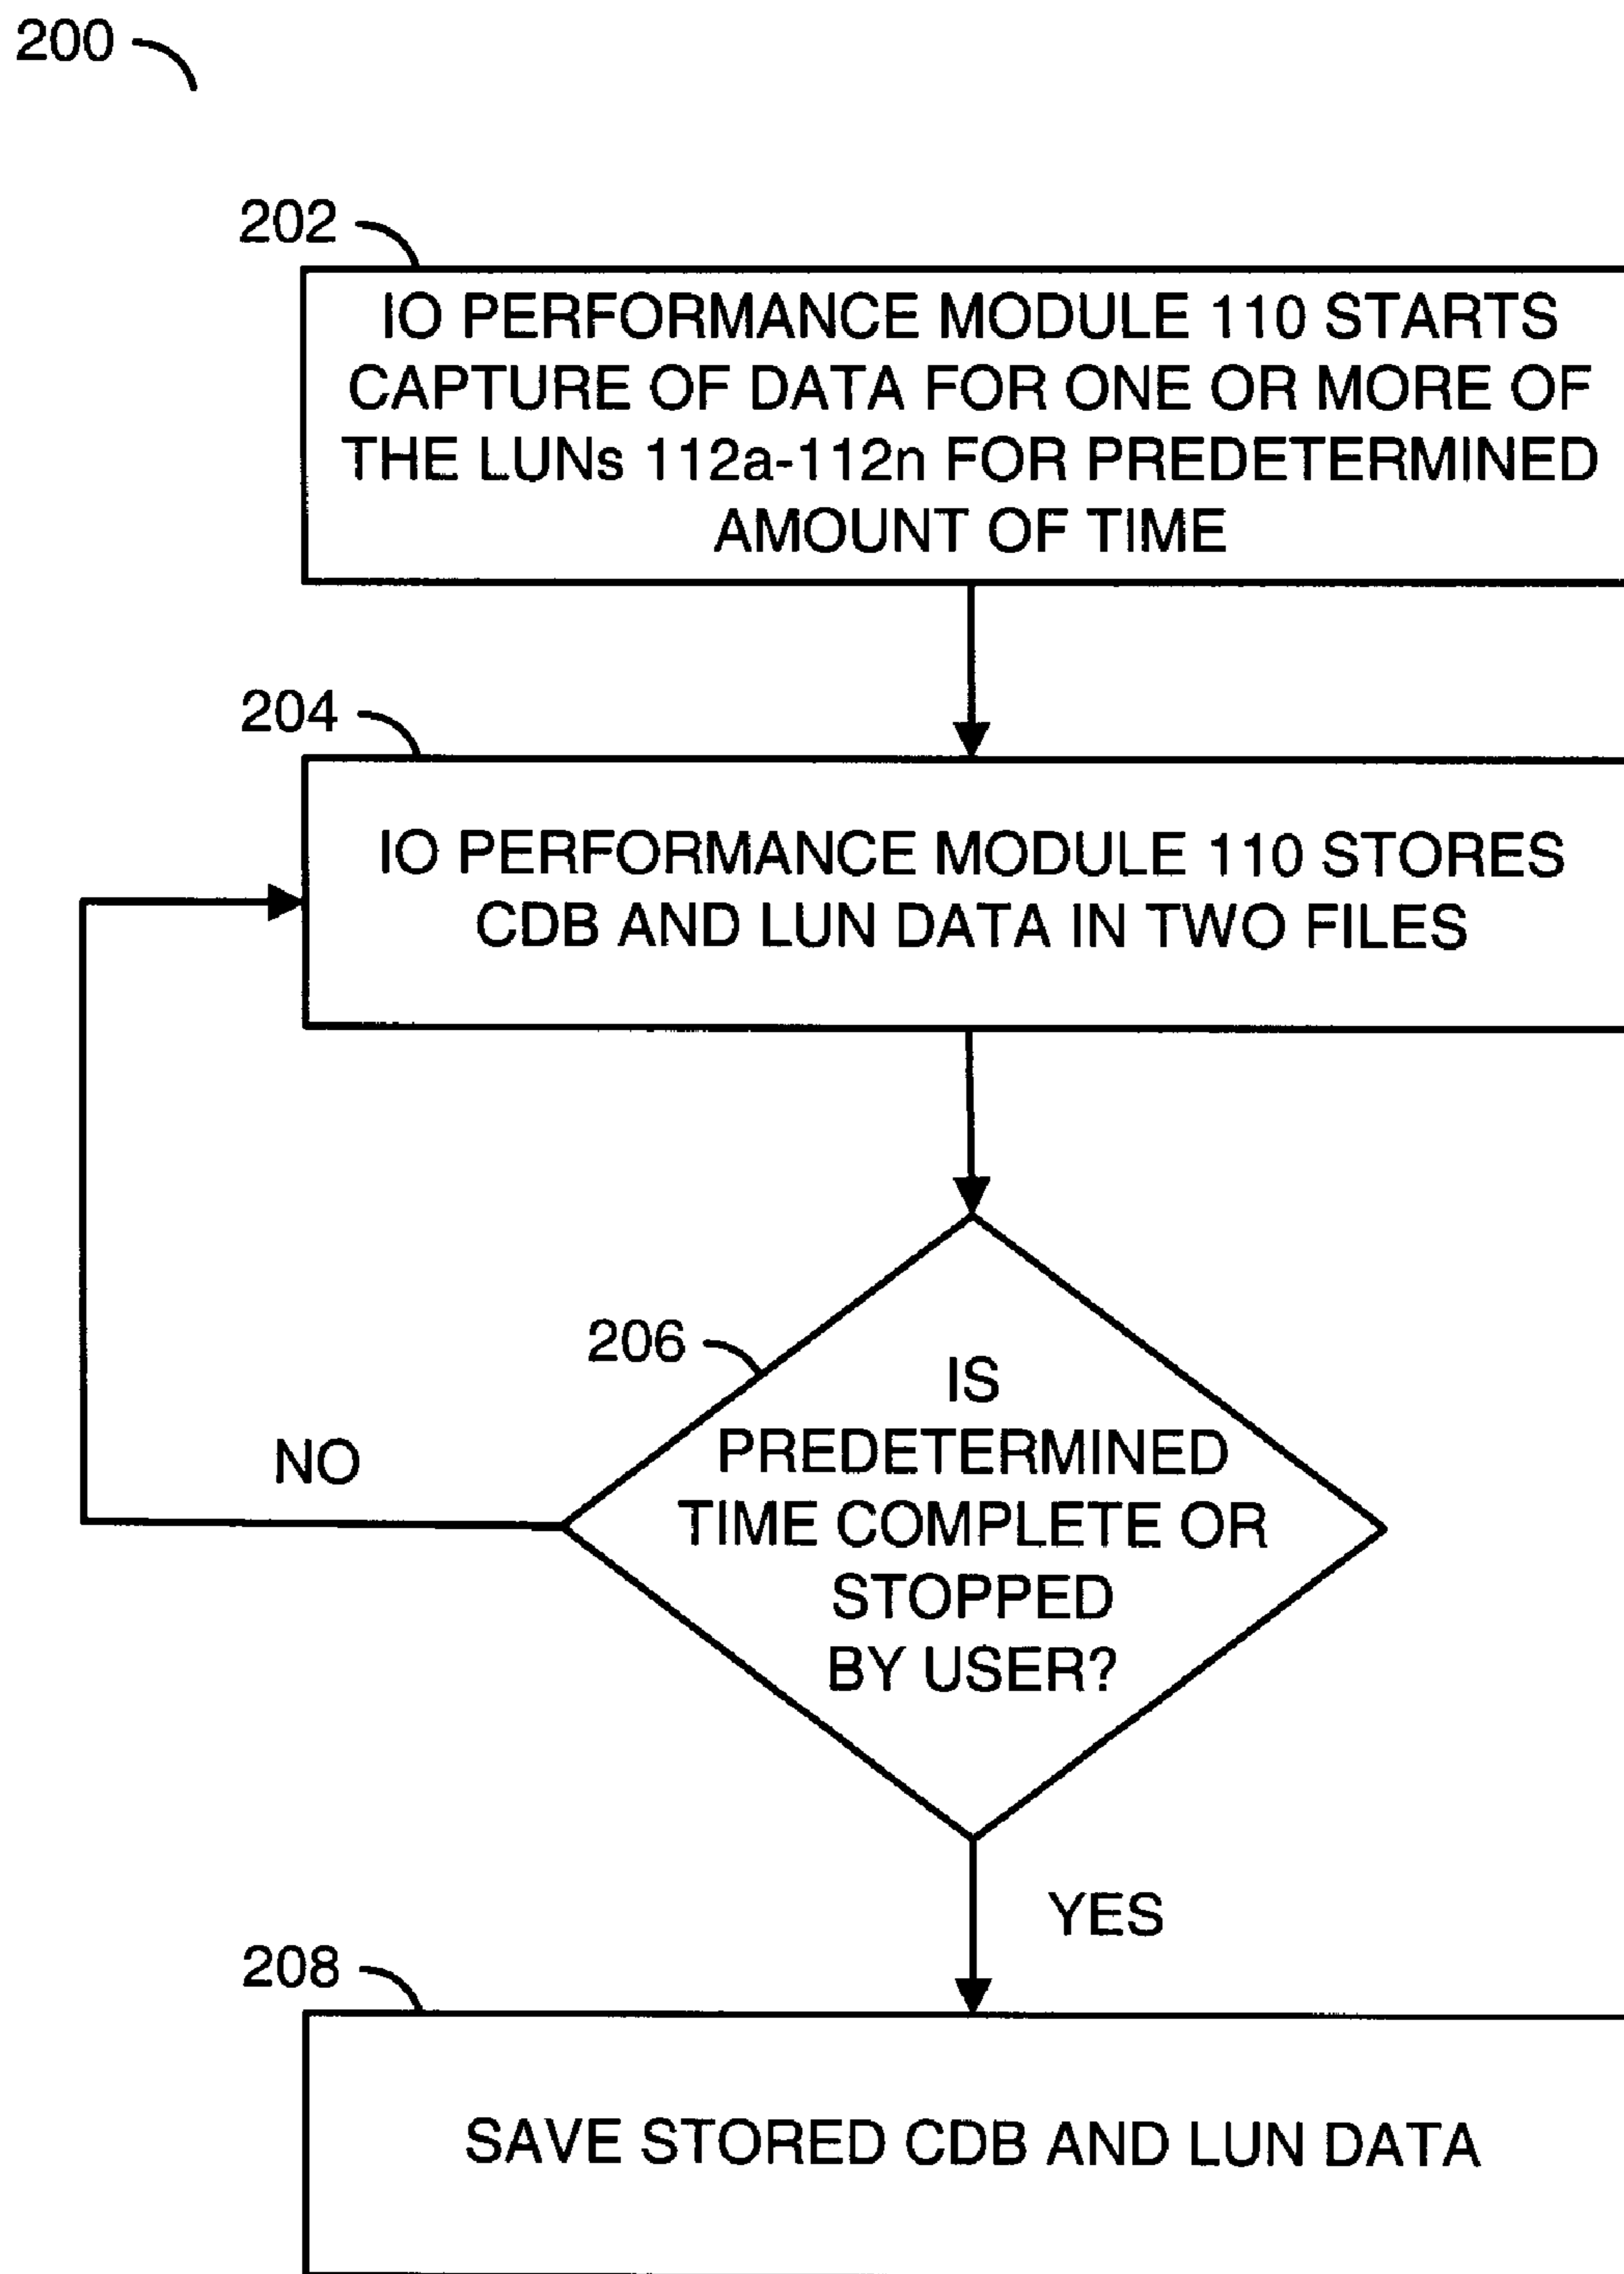 200
202
IO PERFORMANCE MODULE 110 STARTS
CAPTURE OF DATA FOR ONE OR MORE OF
THE LUNs 112a-112n FOR PREDETERMINED
AMOUNT OF TIME
204
IO PERFORMANCE MODULE 110 STORES
CDB AND LUN DATA IN TWO FILES
206
IS
PREDETERMINED
TIME COMPLETE OR
STOPPED
BY USER?
NO
YES
208
SAVE STORED CDB AND LUN DATA